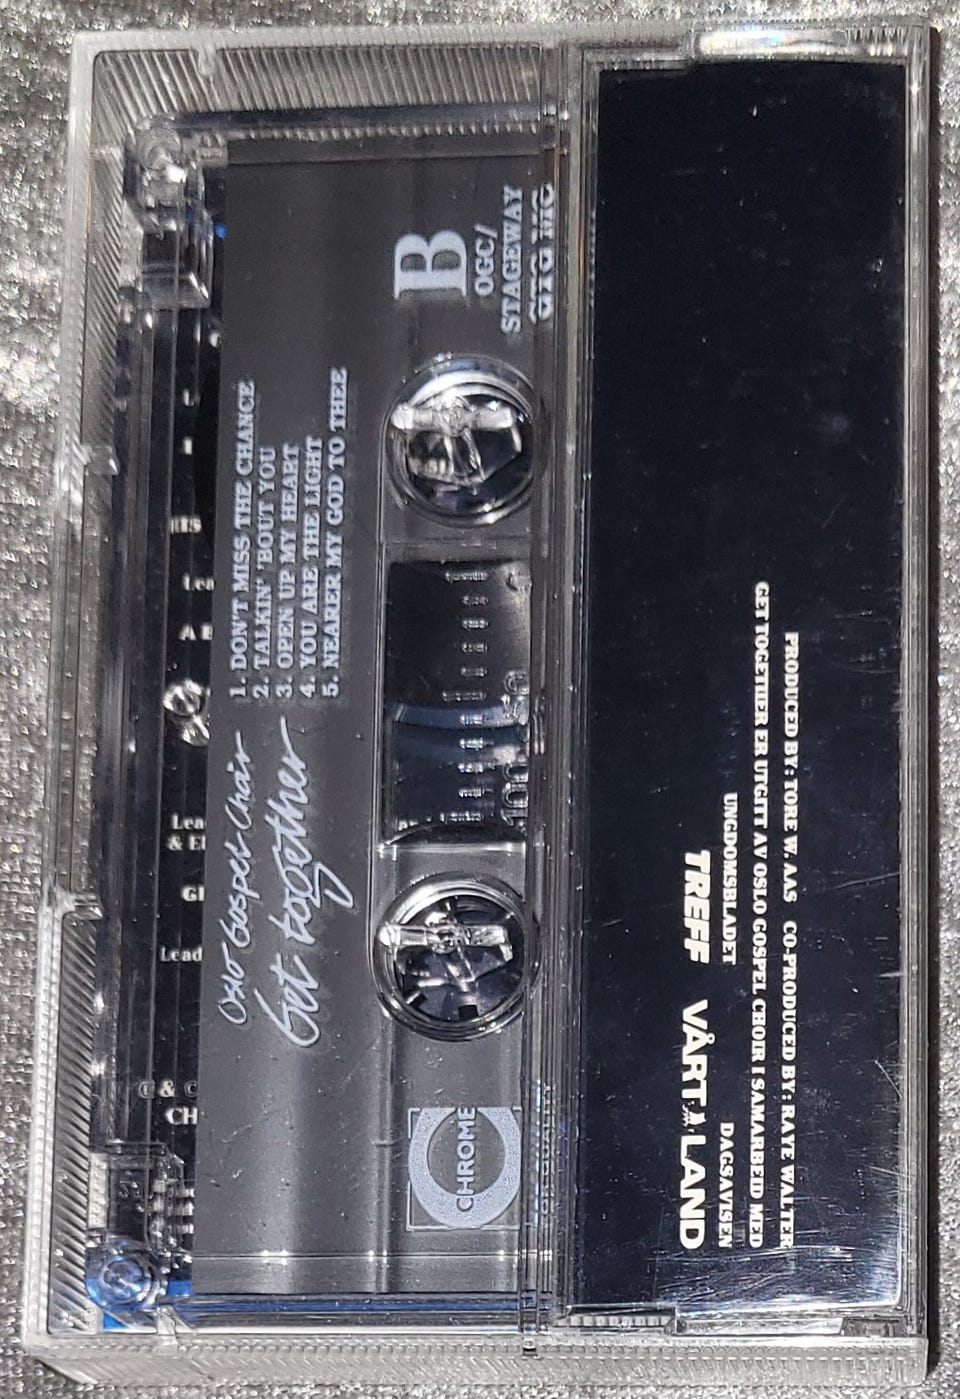 Oslo Gospel Choir
Get together
1. DON'T MISS THE CHANCE
2. TALKIN' 'BOUT YOU
3. OPEN UP MY HEART
4. YOU ARE THE LIGHT
5. NEARER MY GOD TO THEE
B
OGC/
STAGEWAY
CHROME
PRODUCED BY: TORE W. AAS CO-PRODUCED BY: RAYE WALTER
GET TOGETHER ER UTGITT AV OSLO GOSPEL CHOIR I SAMARBEID MED
DAGSAVISEN UNGDOMSBLADET
VÅRT LAND TREFF